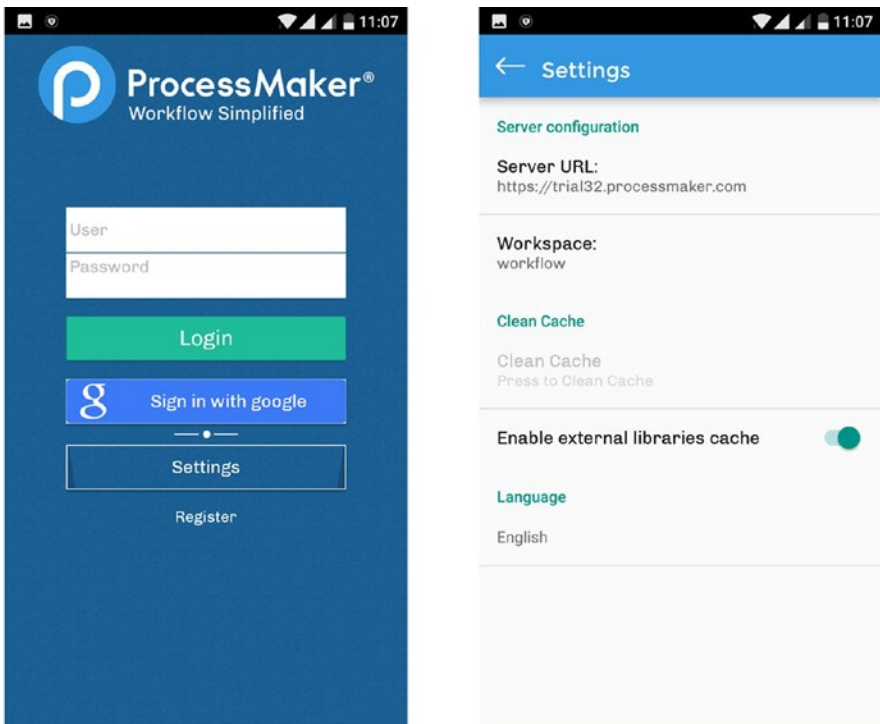 11:07
ProcessMaker®
Workflow Simplified
User
Password
Login
g Sign in with google
Settings
Register
11:07
Settings
Server configuration
Server URL:
https://trial32.processmaker.com
Workspace:
workflow
Clean Cache
Clean Cache
Press to Clean Cache
Enable external libraries cache
Language
English